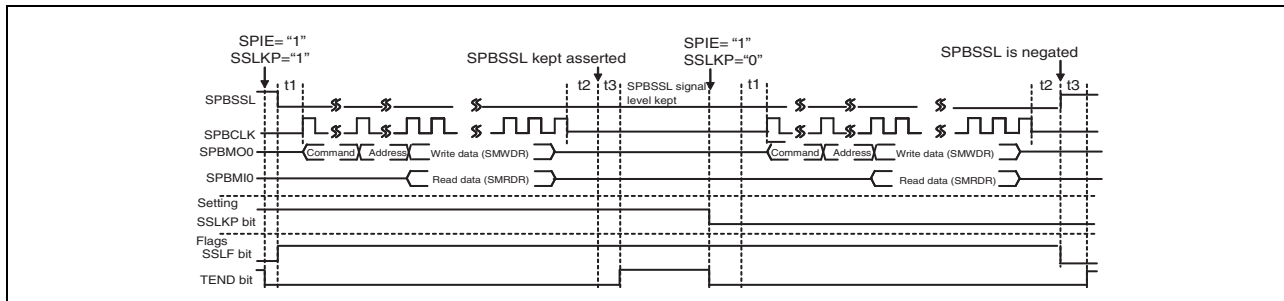 SPIE= “1”
SSLKP=“1”
SPBSSL kept asserted
SPIE= “1”
SSLKP=“0”
SPBSSL is negated
t1 t2 t3 SPBSSL signal level kept t1 t2 t3
SPBSSL
SPBCLK
SPBMO0 Command Address Write data (SMWDR) Command Address Write data (SMWDR)
SPBMI0 Read data (SMRDR) Read data (SMRDR)
Setting
SSLKP bit
Flags
SSLF bit
TEND bit